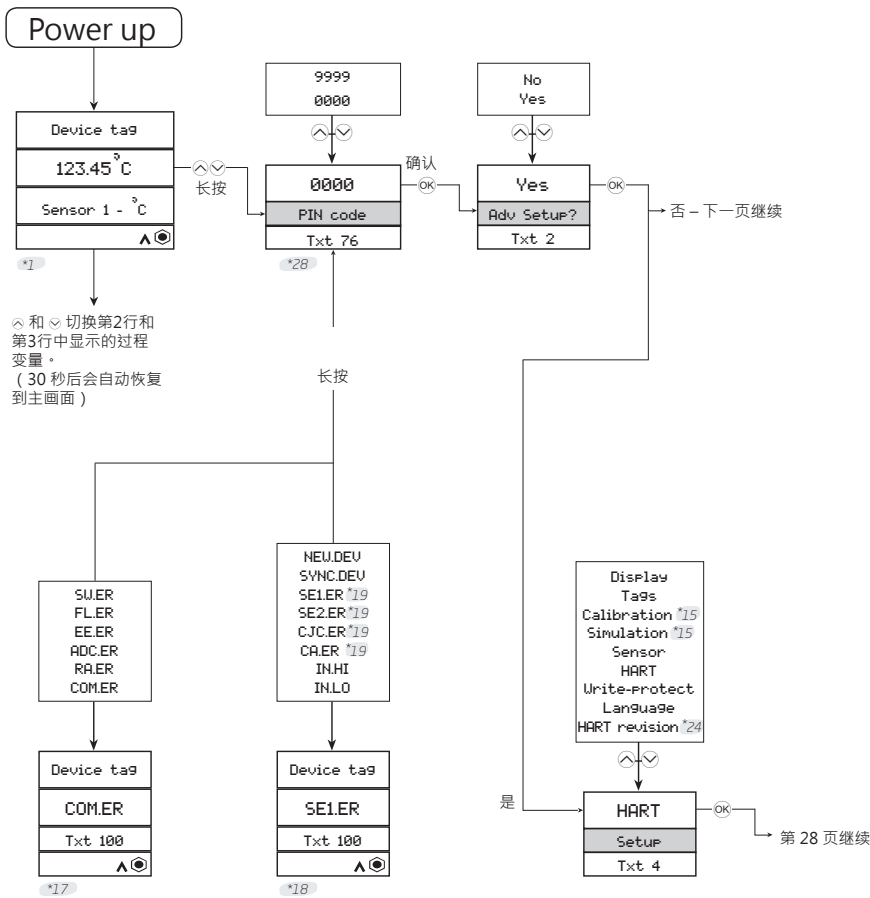 Power up
Device tag
123.45 °C
Sensor 1 - °C
*1
长按
9999
0000
0000
PIN code
Txt 76
*28
确认
OK
No
Yes
Yes
Adv Setup?
Txt 2
OK
否 – 下一页继续
和 切换第2行和
第3行中显示的过程
变量。
( 30 秒后会自动恢复
到主画面 )
长按
SW.ER
FL.ER
EE.ER
ADC.ER
RA.ER
COM.ER
Device tag
COM.ER
Txt 100
*17
NEW.DEV
SYNC.DEV
SE1.ER *19
SE2.ER *19
CJC.ER *19
CA.ER *19
IN.HI
IN.LO
Device tag
SE1.ER
Txt 100
*18
Display
Tags
Calibration *15
Simulation *15
Sensor
HART
Write-protect
Language
HART revision *24
是
HART
Setup
Txt 4
OK
第 28 页继续